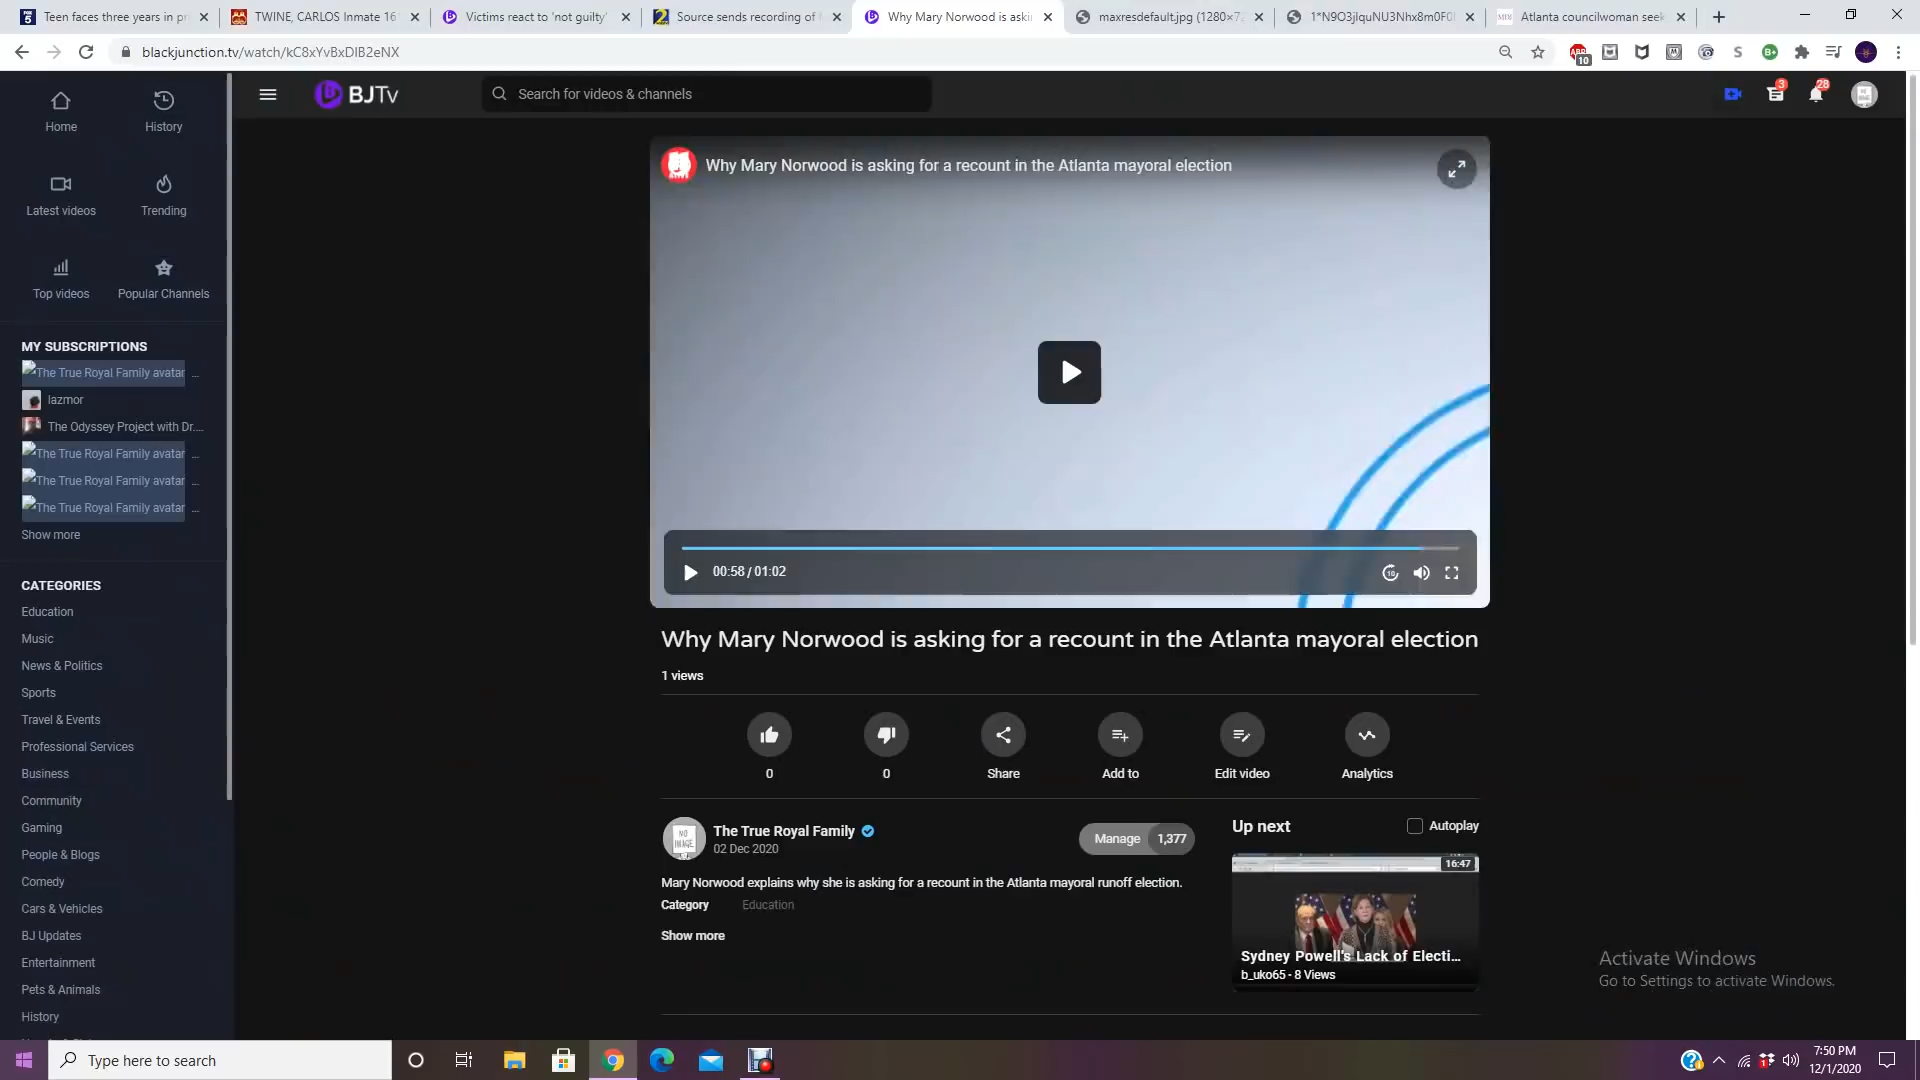 Teen faces three years in pr
TWINE, CARLOS Inmate 16
Victims react to 'not guilty'
Source sends recording of M
Why Mary Norwood is aski
maxresdefault.jpg (1280×7
Atlanta councilwoman seek
blackjunction.tv/watch/kC8xYvBxDIB2eNX
10
BJTv
Search for videos & channels
3
28
Home
History
Latest videos
Trending
Top videos
Popular Channels
MY SUBSCRIPTIONS
The True Royal Family avatar ...
lazmor
The Odyssey Project with Dr....
The True Royal Family avatar ...
The True Royal Family avatar ...
The True Royal Family avatar ...
Show more
CATEGORIES
Education
Music
News & Politics
Sports
Travel & Events
Professional Services
Business
Community
Gaming
People & Blogs
Comedy
Cars & Vehicles
BJ Updates
Entertainment
Pets & Animals
History
Why Mary Norwood is asking for a recount in the Atlanta mayoral election
00:58 / 01:02
10
Why Mary Norwood is asking for a recount in the Atlanta mayoral election
1 views
0
0
Share
Add to
Edit video
Analytics
NO IMAGE
The True Royal Family
02 Dec 2020
Manage 1,377
Mary Norwood explains why she is asking for a recount in the Atlanta mayoral runoff election.
Category Education
Show more
Up next
Autoplay
16:47
Sydney Powell's Lack of Electi...
b_uko65 - 8 Views
Activate Windows
Go to Settings to activate Windows.
Type here to search
7:50 PM
12/1/2020